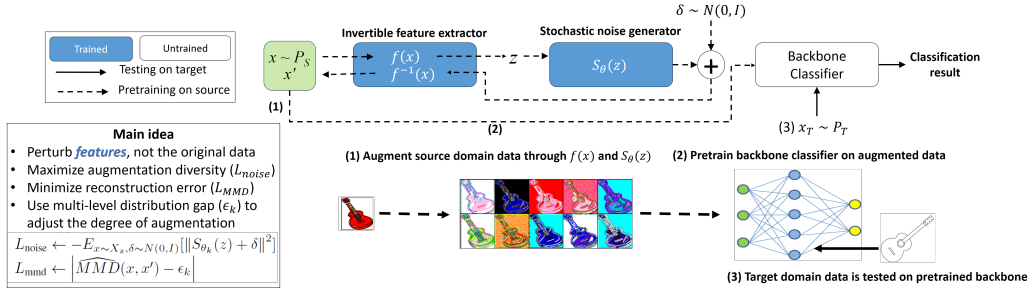 Trained
Untrained
Testing on target
Pretraining on source
Invertible feature extractor
Stochastic noise generator
δ ~ N(0, I)
x ~ P_S
x′
f(x)
f⁻¹(x)
z
S_θ(z)
+
Backbone
Classifier
Classification
result
(1)
(2)
(3) x_T ~ P_T
Main idea
• Perturb features, not the original data
• Maximize augmentation diversity (L_noise)
• Minimize reconstruction error (L_MMD)
• Use multi-level distribution gap (ϵ_k) to
adjust the degree of augmentation
L_noise ← −E_{x∼X_s,δ∼N(0,I)}[‖S_{θ_k}(z) + δ‖²]
L_mmd ← |\widehat{MMD}(x, x′) − ϵ_k|
(1) Augment source domain data through f(x) and S_θ(z)
(2) Pretrain backbone classifier on augmented data
(3) Target domain data is tested on pretrained backbone